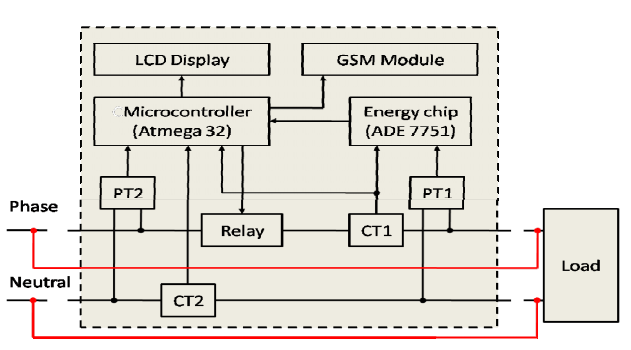 LCD Display
GSM Module
Microcontroller
(Atmega 32)
Energy chip
(ADE 7751)
PT2
PT1
Phase
Relay
CT1
Load
Neutral
CT2